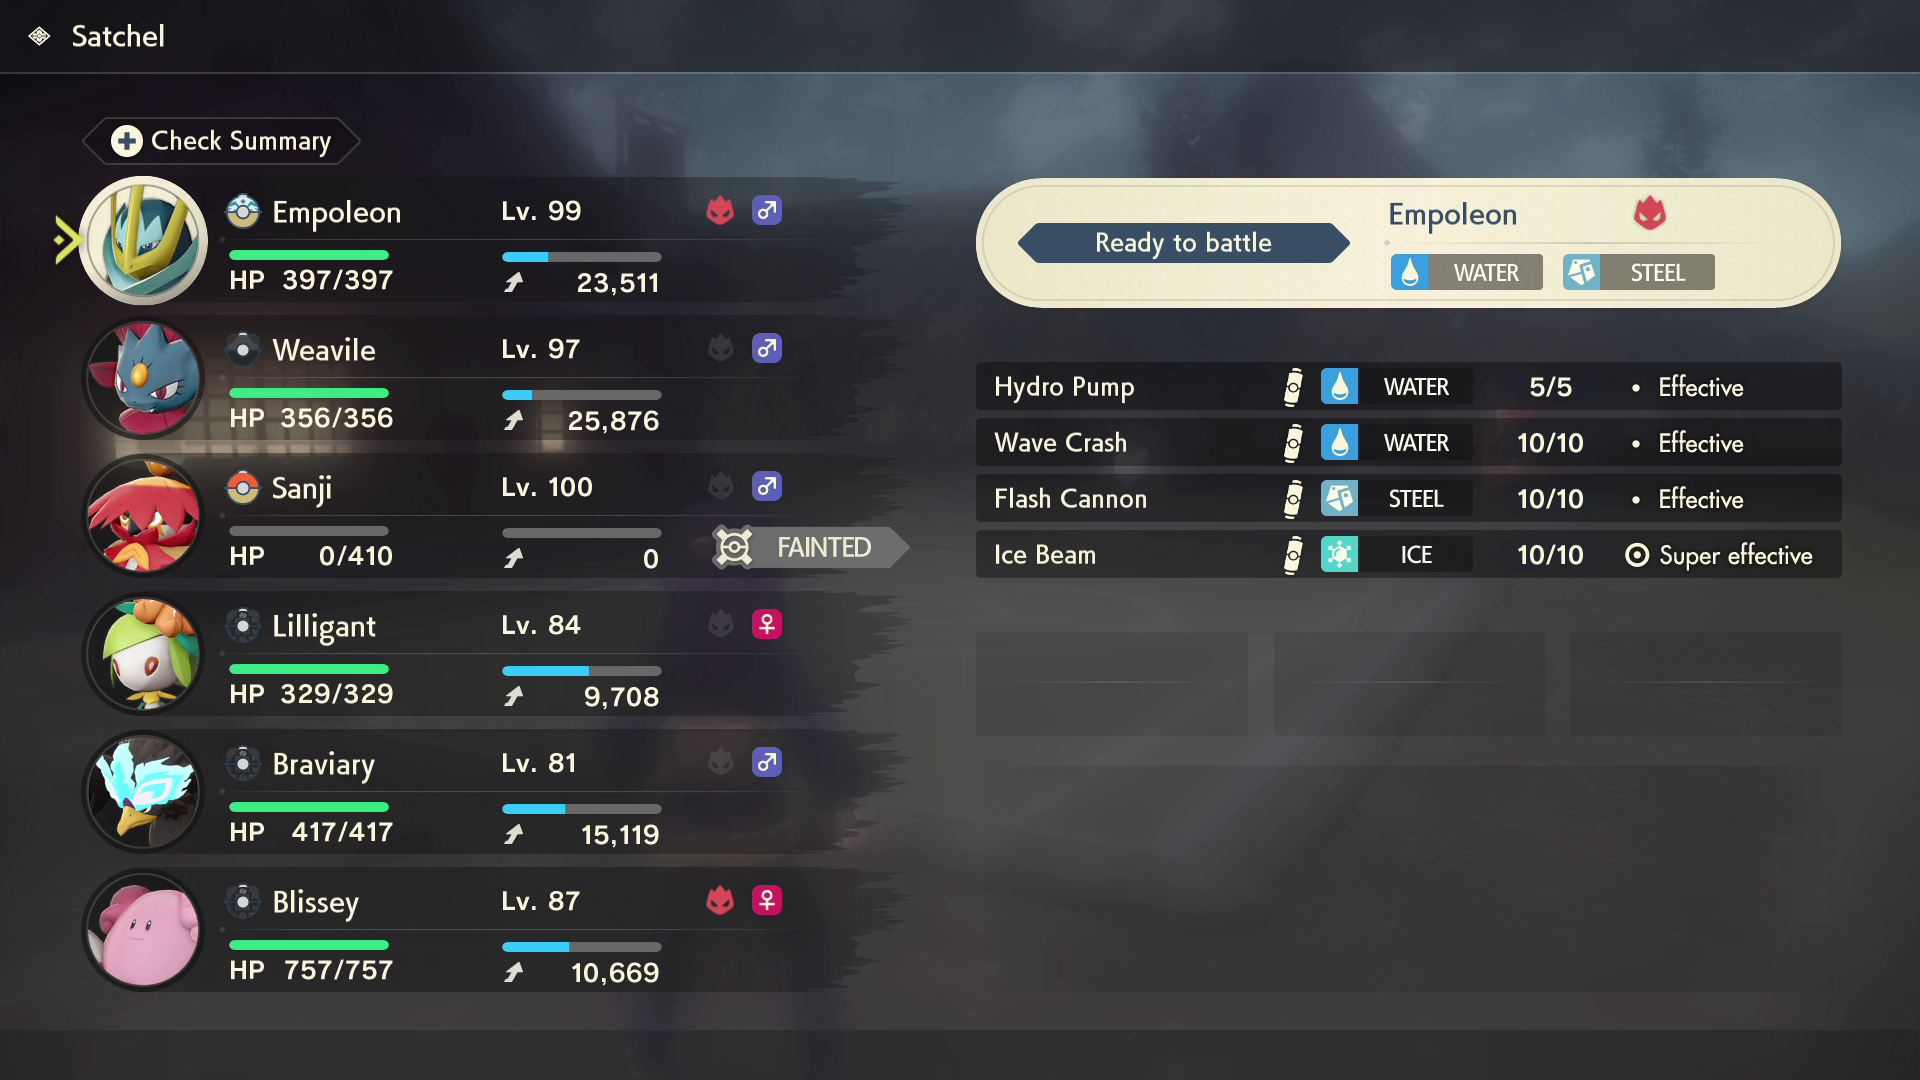 Satchel
Check Summary
Empoleon Lv. 99
HP 397/397 23,511
Weavile Lv. 97
HP 356/356 25,876
Sanji Lv. 100
HP 0/410 0 FAINTED
Lilligant Lv. 84
HP 329/329 9,708
Braviary Lv. 81
HP 417/417 15,119
Blissey Lv. 87
HP 757/757 10,669
Ready to battle
Empoleon
WATER STEEL
Hydro Pump WATER 5/5 • Effective
Wave Crash WATER 10/10 • Effective
Flash Cannon STEEL 10/10 • Effective
Ice Beam ICE 10/10 Super effective